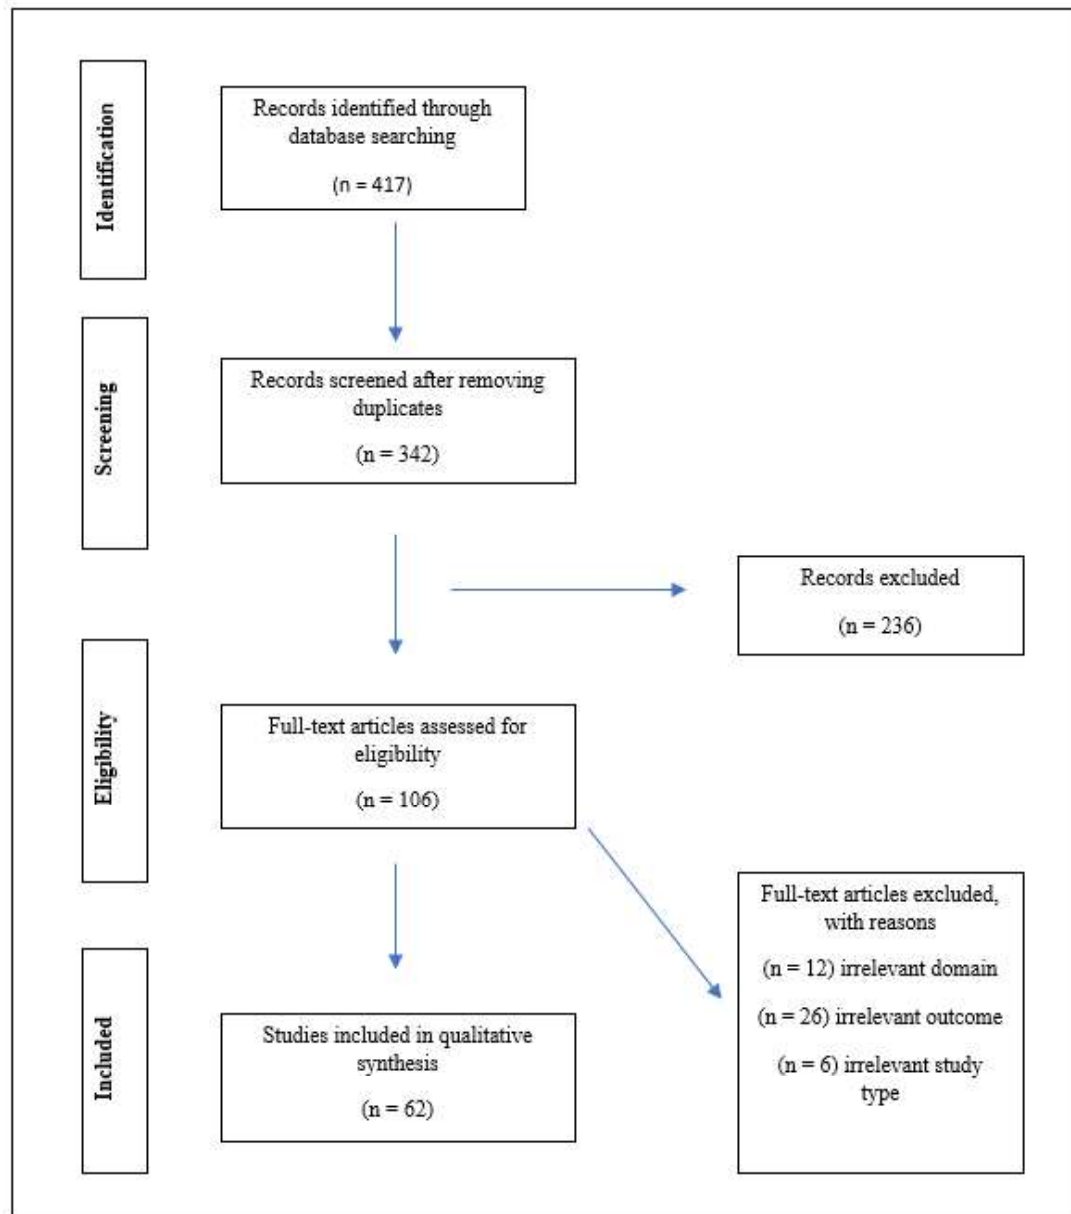 Identification
Records identified through
database searching
(n = 417)
Screening
Records screened after removing
duplicates
(n = 342)
Records excluded
(n = 236)
Eligibility
Full-text articles assessed for
eligibility
(n = 106)
Full-text articles excluded,
with reasons
(n = 12) irrelevant domain
(n = 26) irrelevant outcome
(n = 6) irrelevant study
type
Included
Studies included in qualitative
synthesis
(n = 62)